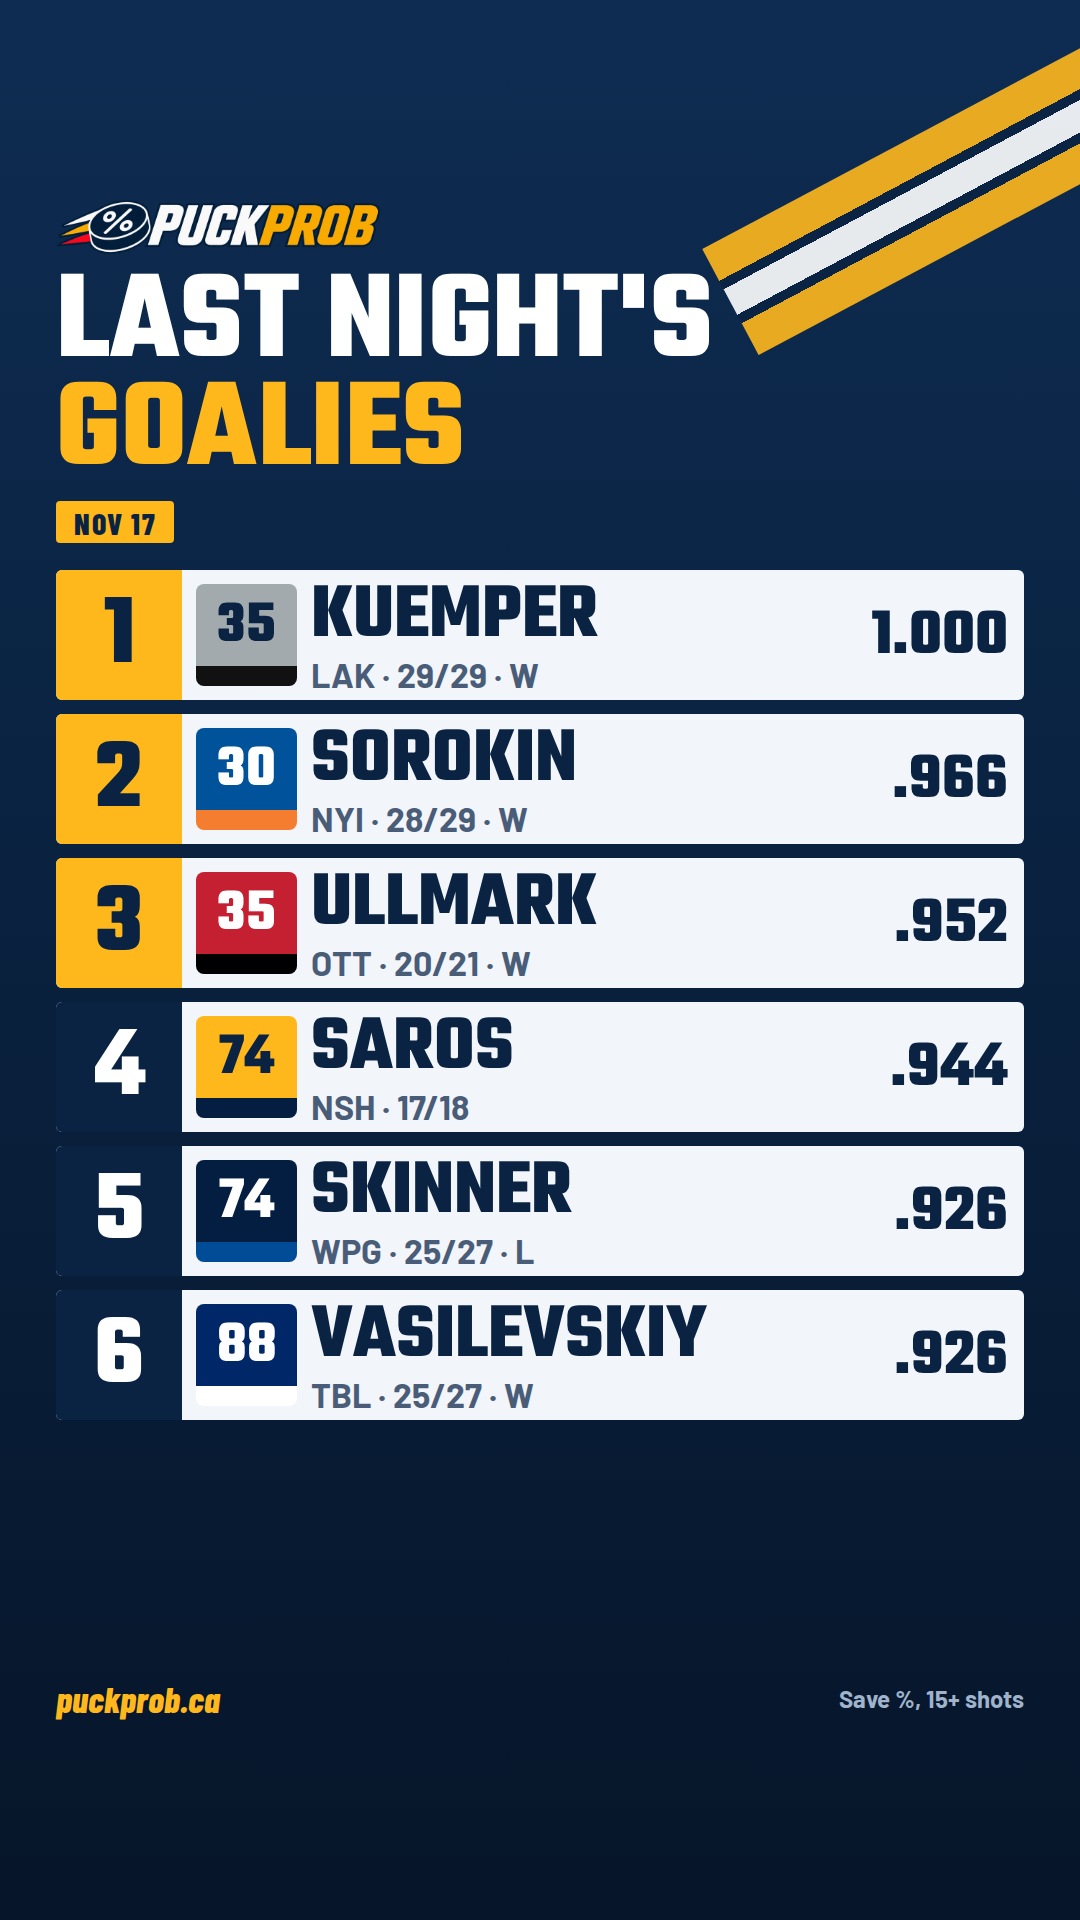 % PUCKPROB
LAST NIGHT'S
GOALIES
NOV 17
1
35
KUEMPER
LAK · 29/29 · W
1.000
2
30
SOROKIN
NYI · 28/29 · W
.966
3
35
ULLMARK
OTT · 20/21 · W
.952
4
74
SAROS
NSH · 17/18
.944
5
74
SKINNER
WPG · 25/27 · L
.926
6
88
VASILEVSKIY
TBL · 25/27 · W
.926
puckprob.ca
Save %, 15+ shots